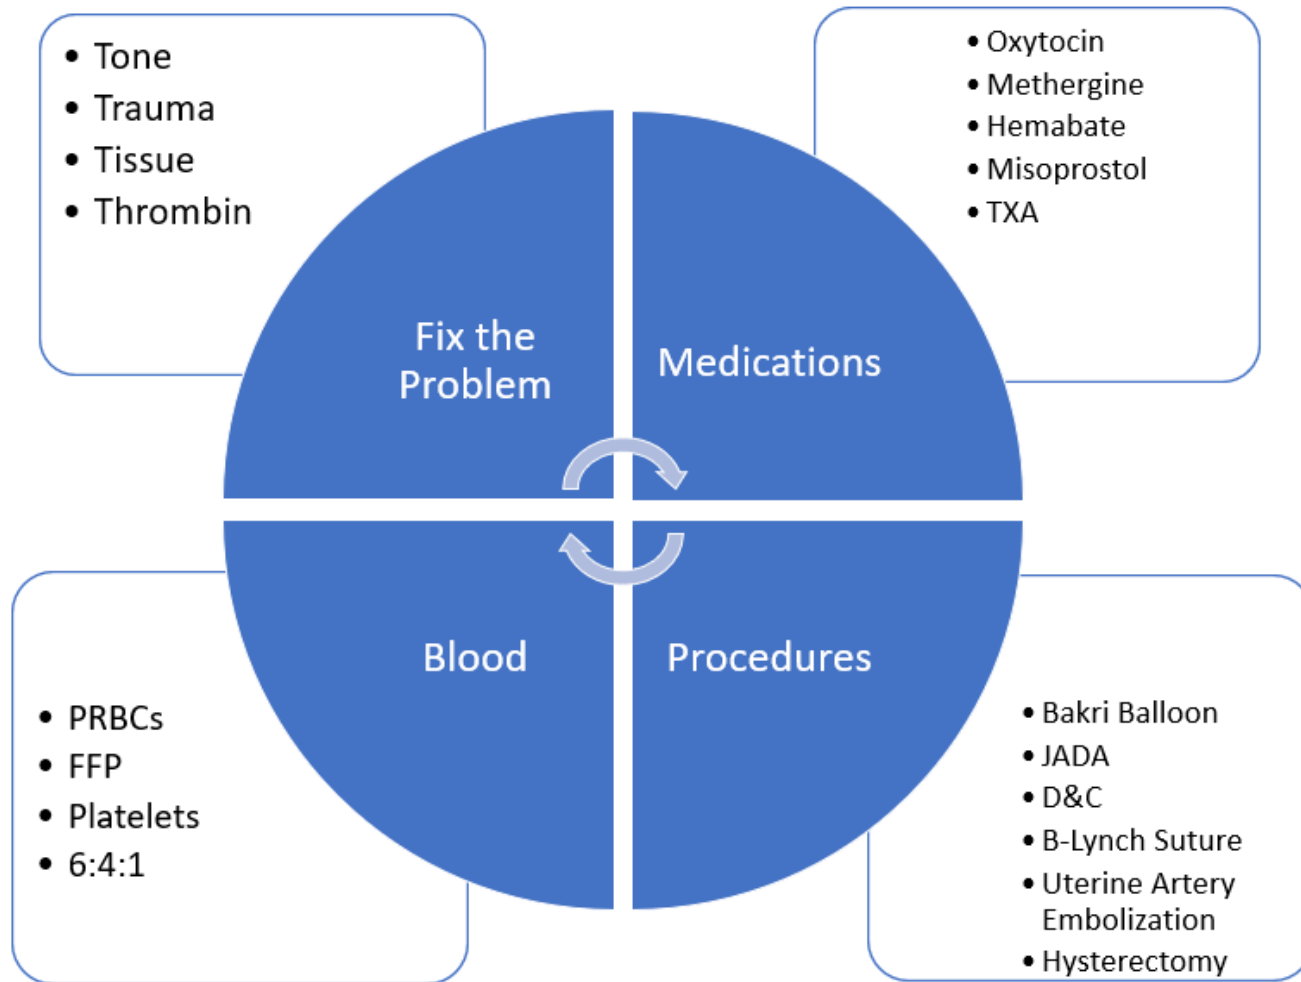 • Tone
• Trauma
• Tissue
• Thrombin
• Oxytocin
• Methergine
• Hemabate
• Misoprostol
• TXA
Fix the
Problem
Medications
Blood
Procedures
• PRBCs
• FFP
• Platelets
• 6:4:1
• Bakri Balloon
• JADA
• D&C
• B-Lynch Suture
• Uterine Artery
Embolization
• Hysterectomy